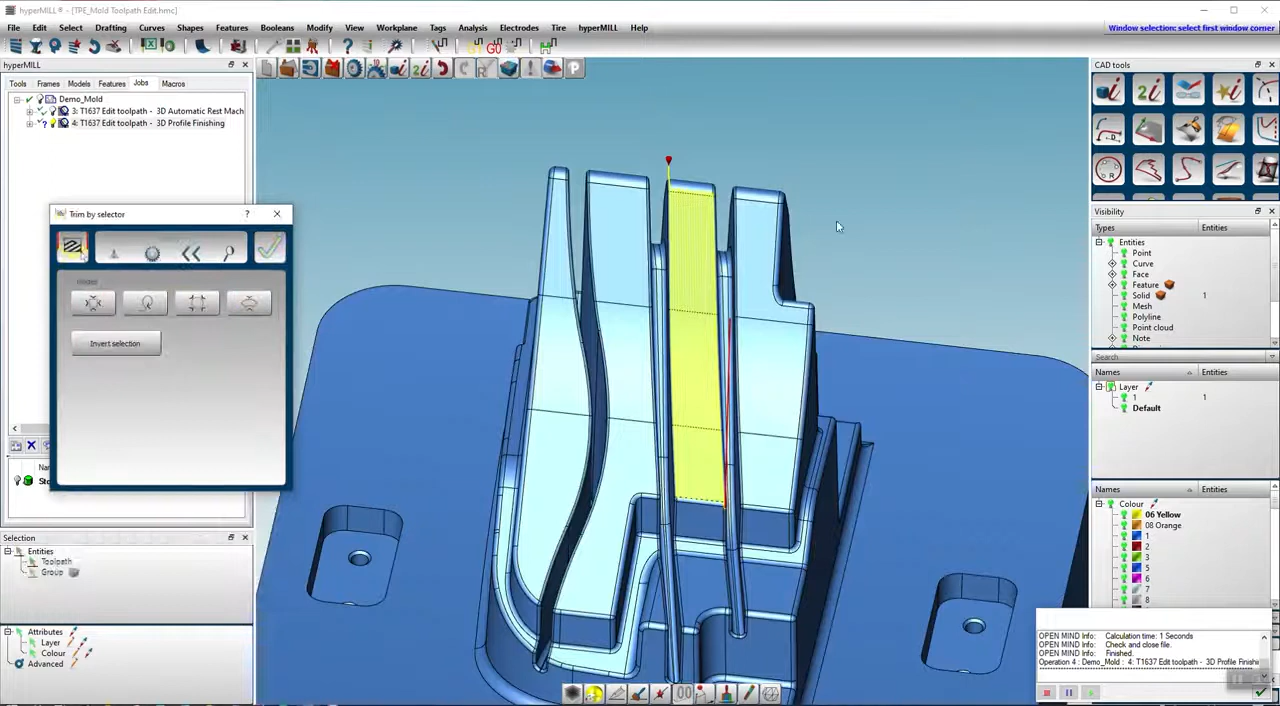 hyperMILL® - [TPE_Mold Toolpath Edit.hmc]
File Edit Select Drafting Curves Shapes Features Booleans Modify Workplane Tags Analysis Electrodes Tire hyperMILL Help
Window selection: select first window corner
hyperMILL
Tools Frames Models Features Jobs Macros
Demo_Mold
3: T1637 Edit toolpath - 3D Automatic Rest Mach
4: T1637 Edit toolpath - 3D Profile Finishing
Trim by selector
?
Modes
Invert selection
Selection
Entities
Toolpath
Group
Attributes
Layer
Colour
Advanced
CAD tools
Visibility
Types Entities
Entities
Point
Curve
Face
Feature
Solid 1
Mesh
Polyline
Point cloud
Note
Search
Names Entities
Layer
1 1
Default
Names Entities
Colour
06 Yellow
08 Orange
1
2
3
5
6
7
8
OPEN MIND Info: Calculation time: 1 Seconds
OPEN MIND Info: Check and close file.
OPEN MIND Info: Finished.
Operation 4 : Demo_Mold : 4: T1637 Edit toolpath - 3D Profile Finishi